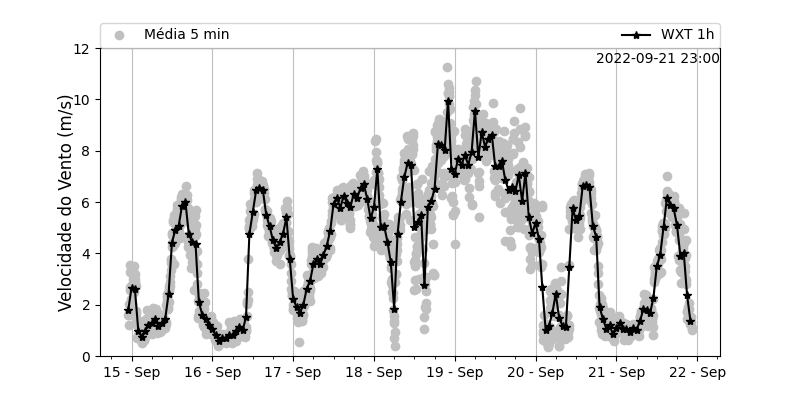 Média 5 min
WXT 1h
2022-09-21 23:00
Velocidade do Vento (m/s)
12
10
8
6
4
2
0
15 - Sep
16 - Sep
17 - Sep
18 - Sep
19 - Sep
20 - Sep
21 - Sep
22 - Sep